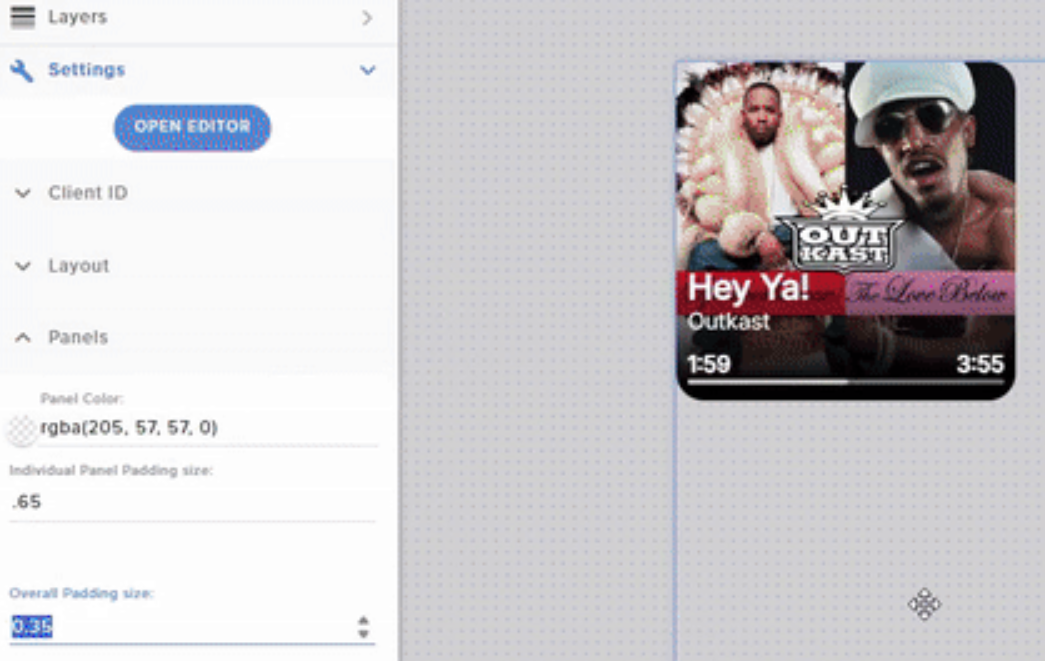 Layers
Settings
OPEN EDITOR
Client ID
Layout
Panels
Panel Color:
rgba(205, 57, 57, 0)
Individual Panel Padding size:
.65
Overall Padding size:
0.35
OUT
KAST
Hey Ya!
The Love Below
Outkast
1:59
3:55